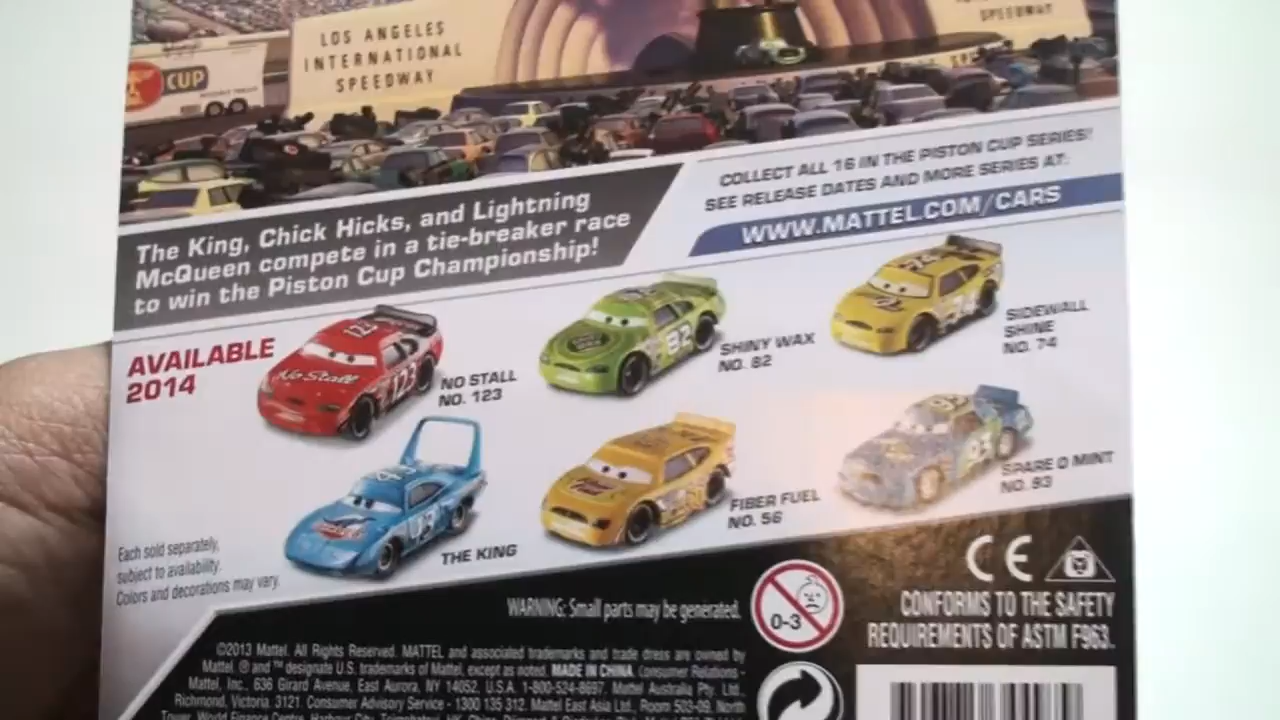 LOS ANGELES
INTERNATIONAL
SPEEDWAY
SPEEDWAY
CUP
COLLECT ALL 16 IN THE PISTON CUP SERIES!
SEE RELEASE DATES AND MORE SERIES AT:
WWW.MATTEL.COM/CARS
The King, Chick Hicks, and Lightning
McQueen compete in a tie-breaker race
to win the Piston Cup Championship!
AVAILABLE
2014
No Stall
123
NO STALL
NO. 123
82
SHINY WAX
NO. 82
74
SIDEWALL
SHINE
NO. 74
THE KING
FIBER FUEL
NO. 56
SPARE O MINT
NO. 93
Each sold separately,
subject to availability.
Colors and decorations may vary.
WARNING: Small parts may be generated.
0-3
CE
CONFORMS TO THE SAFETY
REQUIREMENTS OF ASTM F963.
©2013 Mattel. All Rights Reserved. MATTEL and associated trademarks and trade dress are owned by
Mattel. ® and ™ designate U.S. trademarks of Mattel, except as noted. MADE IN CHINA. Consumer Relations -
Mattel, Inc., 636 Girard Avenue, East Aurora, NY 14052, U.S.A. 1-800-524-8697. Mattel Australia Pty. Ltd.,
Richmond, Victoria. 3121. Consumer Advisory Service - 1300 135 312. Mattel East Asia Ltd., Room 503-09, North